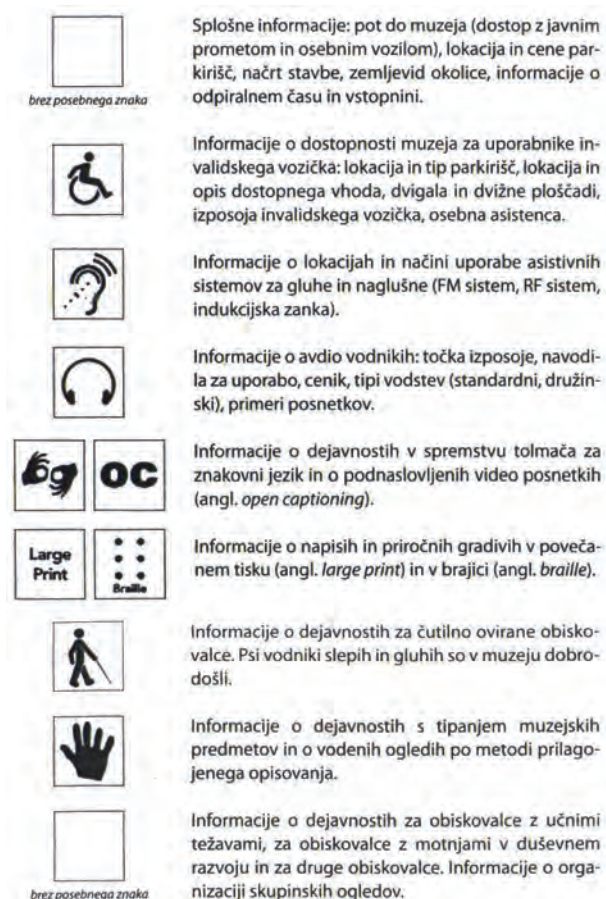 Splošne informacije: pot do muzeja (dostop z javnim
prometom in osebnim vozilom), lokacija in cene par-
kirišč, načrt stavbe, zemljevid okolice, informacije o
odpiralnem času in vstopnini.
brez posebnega znaka
Informacije o dostopnosti muzeja za uporabnike in-
validskega vozička: lokacija in tip parkirišč, lokacija in
opis dostopnega vhoda, dvigala in dvižne ploščadi,
izposoja invalidskega vozička, osebna asistenca.
Informacije o lokacijah in načini uporabe asistivnih
sistemov za gluhe in naglušne (FM sistem, RF sistem,
indukcijska zanka).
Informacije o avdio vodnikih: točka izposoje, navodi-
la za uporabo, cenik, tipi vodstev (standardni, družin-
ski), primeri posnetkov.
OC
Informacije o dejavnostih v spremstvu tolmača za
znakovni jezik in o podnaslovljenih video posnetkih
(angl. open captioning).
Large
Print
Braille
Informacije o napisih in priročnih gradivih v poveča-
nem tisku (angl. large print) in v brajici (angl. braille).
Informacije o dejavnostih za čutilno ovirane obisko-
valce. Psi vodniki slepih in gluhih so v muzeju dobro-
došli.
Informacije o dejavnostih s tipanjem muzejskih
predmetov in o vodenih ogledih po metodi prilago-
jenega opisovanja.
Informacije o dejavnostih za obiskovalce z učnimi
težavami, za obiskovalce z motnjami v duševnem
razvoju in za druge obiskovalce. Informacije o orga-
nizaciji skupinskih ogledov.
brez posebnega znaka